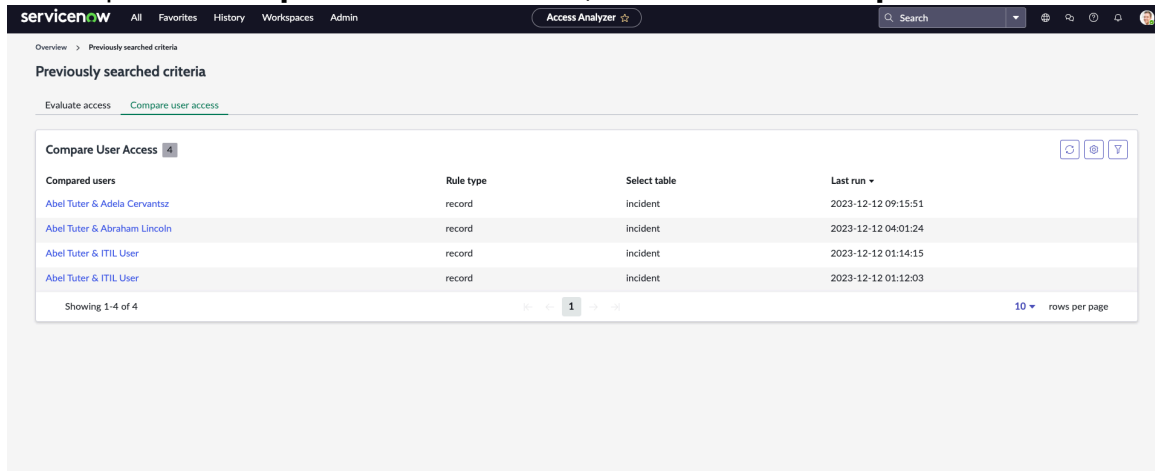 servicenow All Favorites History Workspaces Admin Access Analyzer Search
Overview > Previously searched criteria
Previously searched criteria
Evaluate access Compare user access
Compare User Access 4
Compared users Rule type Select table Last run
Abel Tuter & Adela Cervantsz record incident 2023-12-12 09:15:51
Abel Tuter & Abraham Lincoln record incident 2023-12-12 04:01:24
Abel Tuter & ITIL User record incident 2023-12-12 01:14:15
Abel Tuter & ITIL User record incident 2023-12-12 01:12:03
Showing 1-4 of 4 1 10 rows per page